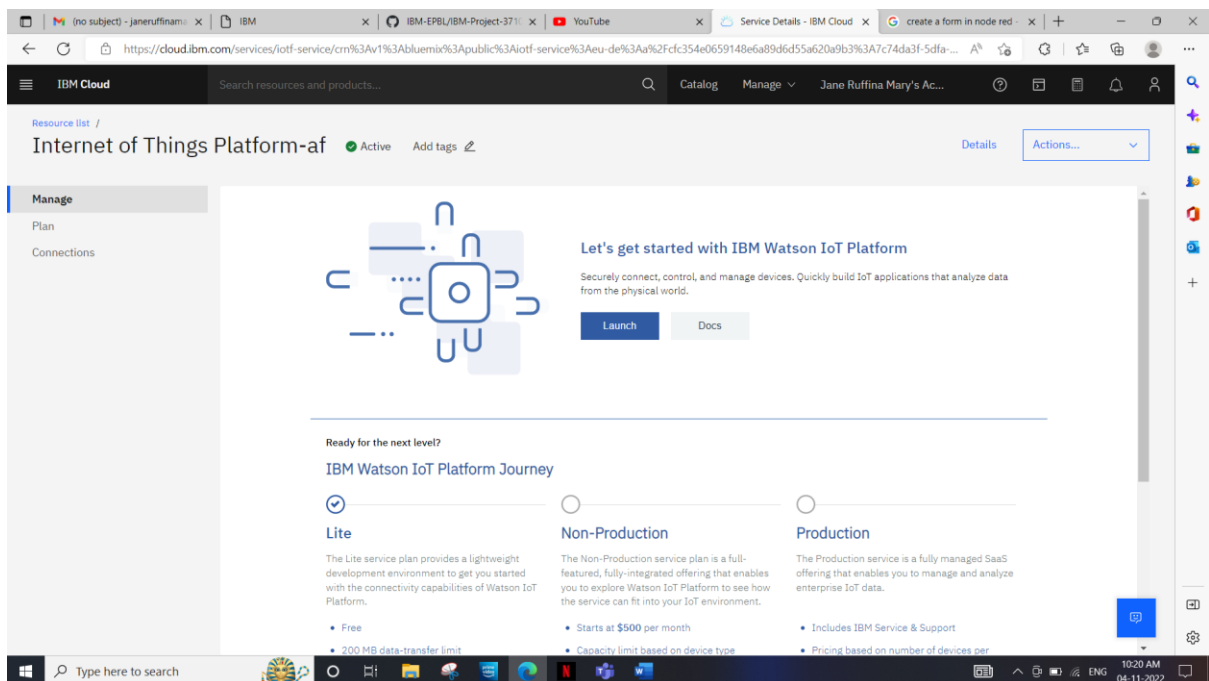 (no subject) - janeruffinama
IBM
IBM-EPBL/IBM-Project-3710
YouTube
Service Details - IBM Cloud
create a form in node red -
https://cloud.ibm.com/services/iotf-service/crn%3Av1%3Abluemix%3Apublic%3Aiotf-service%3Aeu-de%3Aa%2Fcfc354e0659148e6a89d6d55a620a9b3%3A7c74da3f-5dfa-...
IBM Cloud
Search resources and products...
Catalog
Manage
Jane Ruffina Mary's Ac...
Resource list /
Internet of Things Platform-af
Active
Add tags
Details
Actions...
Manage
Plan
Connections
Let's get started with IBM Watson IoT Platform
Securely connect, control, and manage devices. Quickly build IoT applications that analyze data
from the physical world.
Launch
Docs
Ready for the next level?
IBM Watson IoT Platform Journey
Lite
The Lite service plan provides a lightweight
development environment to get you started
with the connectivity capabilities of Watson IoT
Platform.
• Free
• 200 MB data-transfer limit
Non-Production
The Non-Production service plan is a full-
featured, fully-integrated offering that enables
you to explore Watson IoT Platform to see how
the service can fit into your IoT environment.
• Starts at $500 per month
• Capacity limit based on device type
Production
The Production service is a fully managed SaaS
offering that enables you to manage and analyze
enterprise IoT data.
• Includes IBM Service & Support
• Pricing based on number of devices per
Type here to search
ENG
10:20 AM
04-11-2022